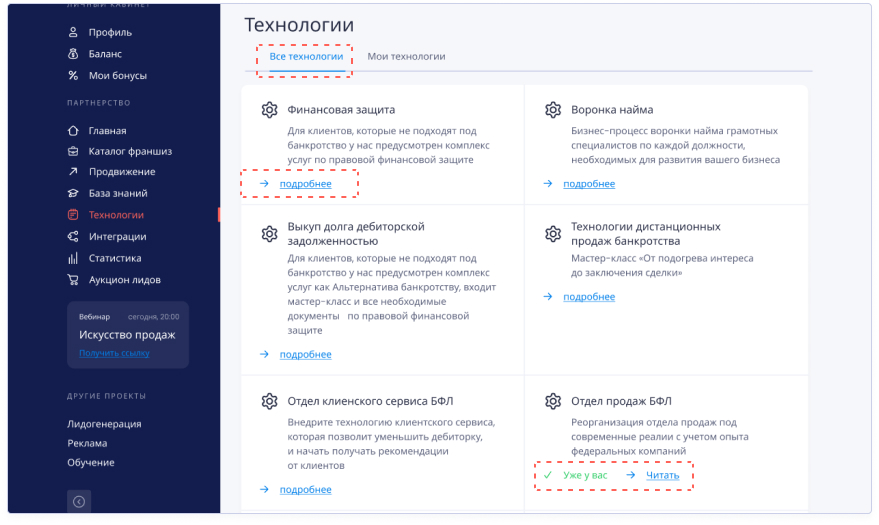 ЛИЧНЫЙ КАБИНЕТ
Профиль
Баланс
Мои бонусы
ПАРТНЕРСТВО
Главная
Каталог франшиз
Продвижение
База знаний
Технологии
Интеграции
Статистика
Аукцион лидов
Вебинар сегодня, 20:00
Искусство продаж
Получить ссылку
ДРУГИЕ ПРОЕКТЫ
Лидогенерация
Реклама
Обучение
Технологии
Все технологии Мои технологии
Финансовая защита
Для клиентов, которые не подходят под
банкротство у нас предусмотрен комплекс
услуг по правовой финансовой защите
подробнее
Воронка найма
Бизнес-процесс воронки найма грамотных
специалистов по каждой должности,
необходимых для развития вашего бизнеса
подробнее
Выкуп долга дебиторской
задолженностью
Для клиентов, которые не подходят под
банкротство у нас предусмотрен комплекс
услуг как Альтернатива банкротству, входит
мастер-класс и все необходимые
документы по правовой финансовой
защите
подробнее
Технологии дистанционных
продаж банкротства
Мастер-класс «От подогрева интереса
до заключения сделки»
подробнее
Отдел клиенского сервиса БФЛ
Внедрите технологию клиентского сервиса,
которая позволит уменьшить дебиторку,
и начать получать рекомендации
от клиентов
подробнее
Отдел продаж БФЛ
Реорганизация отдела продаж под
современные реалии с учетом опыта
федеральных компаний
Уже у вас Читать